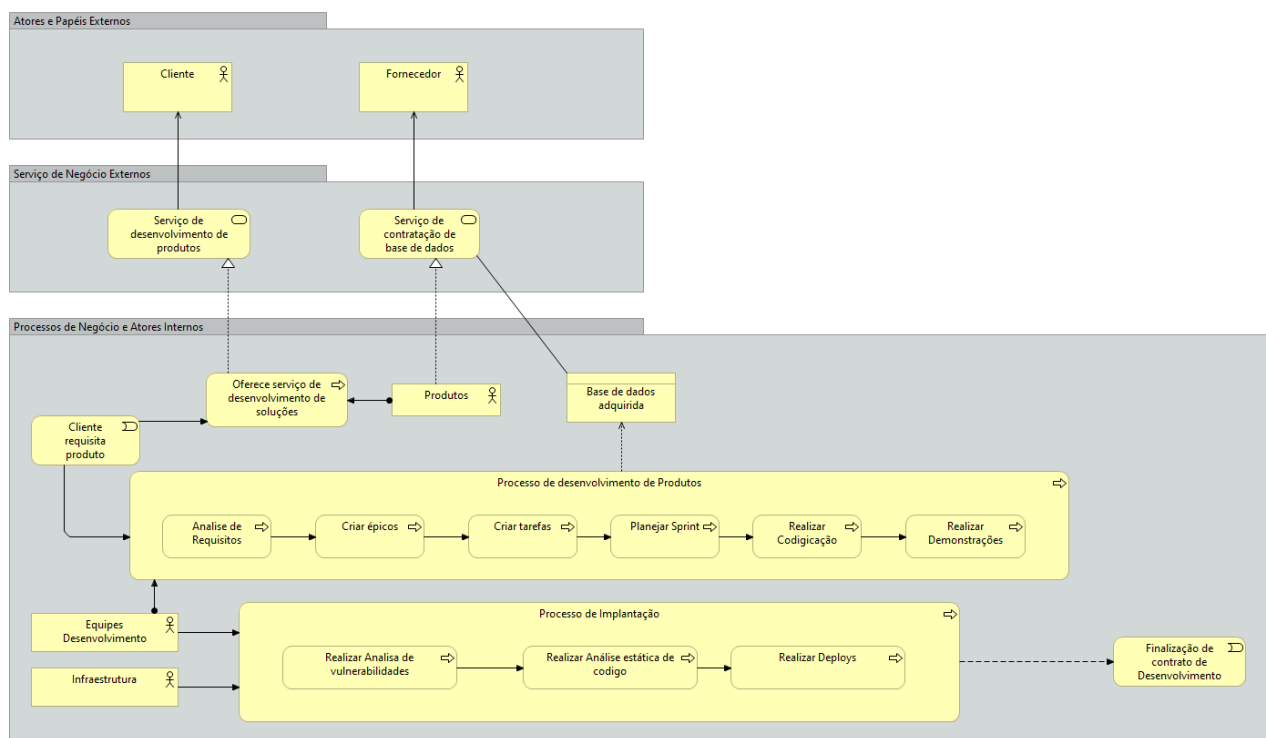 Atores e Papéis Externos
Cliente
Fornecedor
Serviço de Negócio Externos
Serviço de
desenvolvimento de
produtos
Serviço de
contratação de
base de dados
Processos de Negócio e Atores Internos
Oferece serviço de
desenvolvimento de
soluções
Produtos
Base de dados
adquirida
Cliente
requisita
produto
Processo de desenvolvimento de Produtos
Analise de
Requisitos
Criar épicos
Criar tarefas
Planejar Sprint
Realizar
Codigicação
Realizar
Demonstrações
Equipes
Desenvolvimento
Infraestrutura
Processo de Implantação
Realizar Analisa de
vulnerabilidades
Realizar Análise estática de
codigo
Realizar Deploys
Finalização de
contrato de
Desenvolvimento